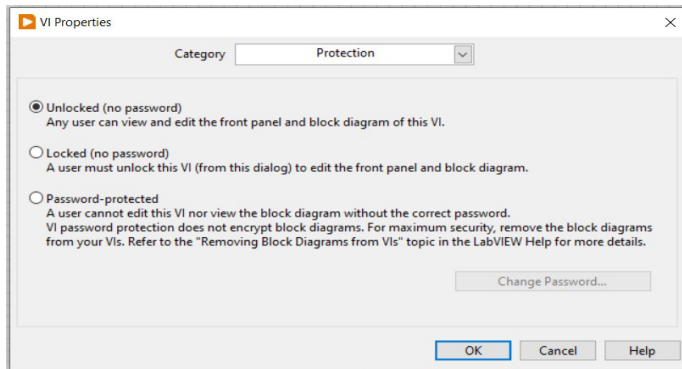 VI Properties
Category Protection
Unlocked (no password)
Any user can view and edit the front panel and block diagram of this VI.
Locked (no password)
A user must unlock this VI (from this dialog) to edit the front panel and block diagram.
Password-protected
A user cannot edit this VI nor view the block diagram without the correct password.
VI password protection does not encrypt block diagrams. For maximum security, remove the block diagrams
from your VIs. Refer to the "Removing Block Diagrams from VIs" topic in the LabVIEW Help for more details.
Change Password...
OK Cancel Help